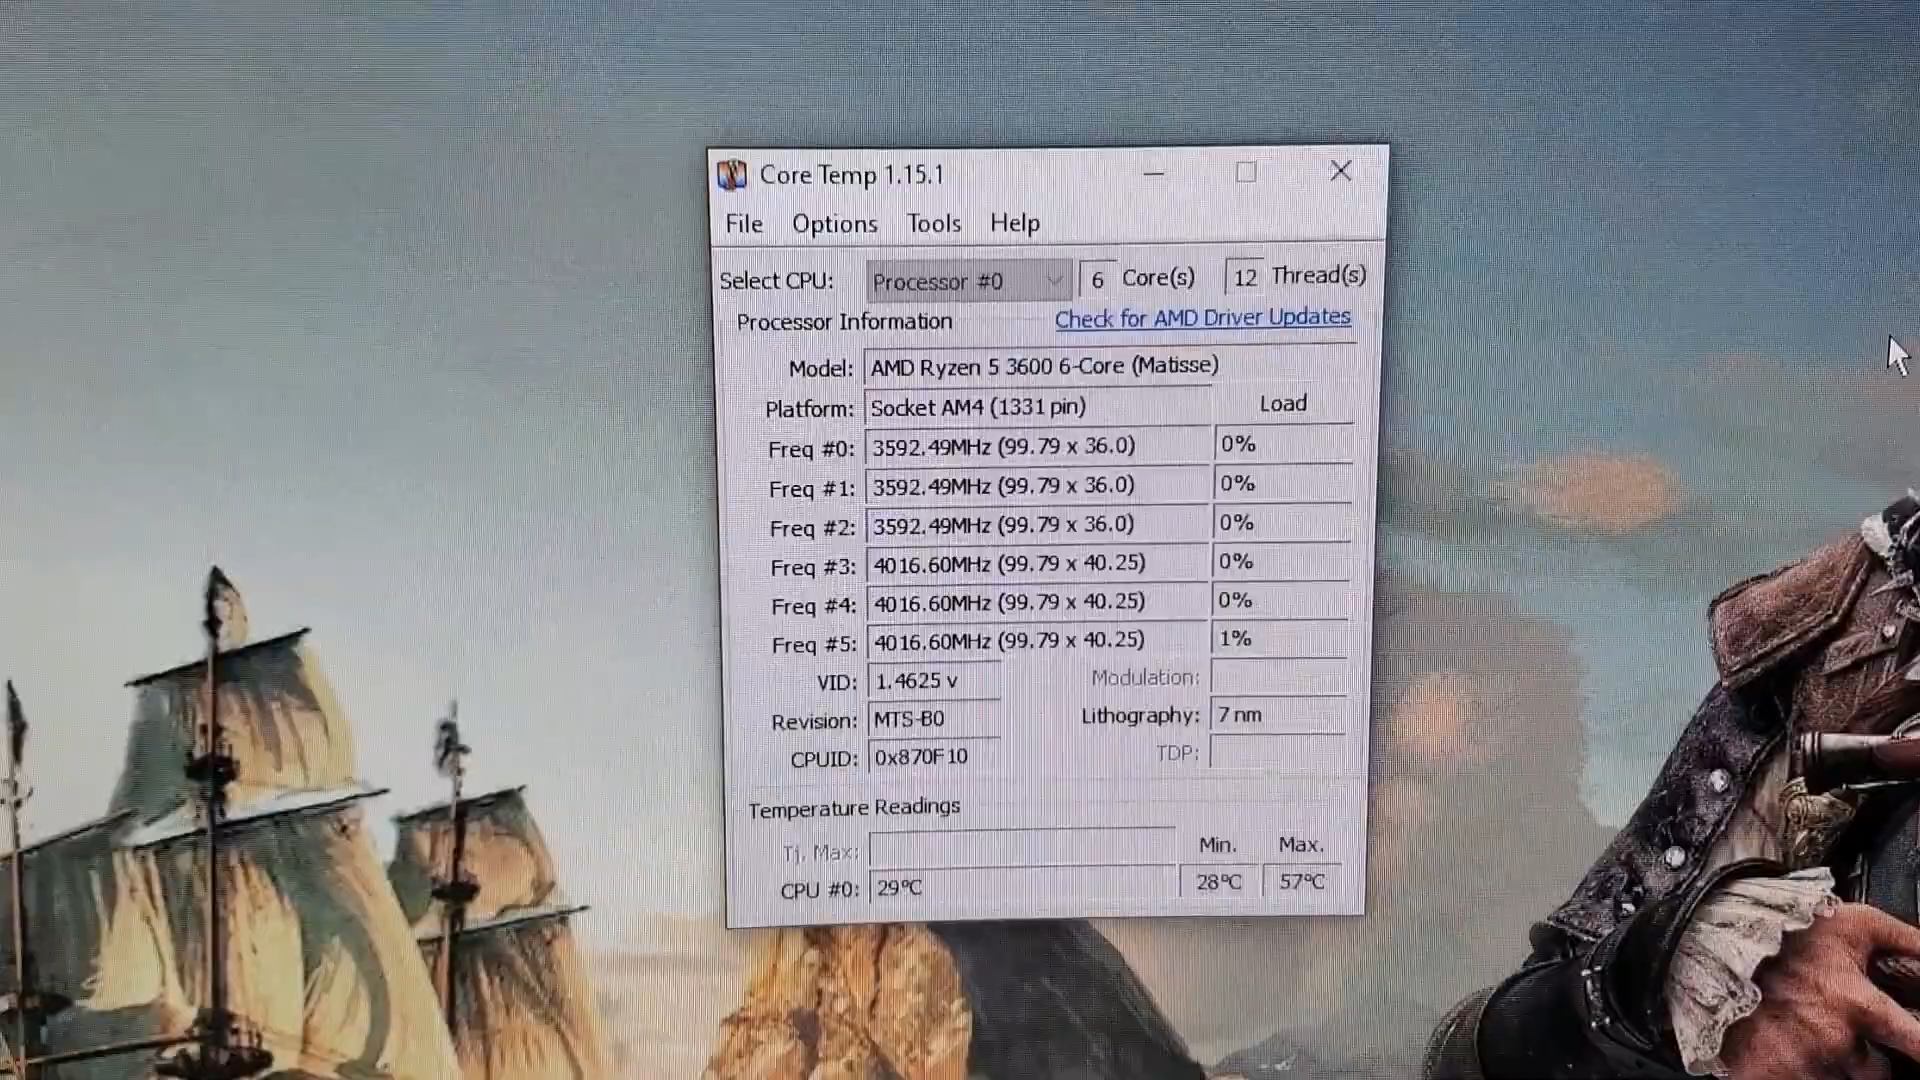 Core Temp 1.15.1
File Options Tools Help
Select CPU: Processor #0 6 Core(s) 12 Thread(s)
Processor Information Check for AMD Driver Updates
Model: AMD Ryzen 5 3600 6-Core (Matisse)
Platform: Socket AM4 (1331 pin) Load
Freq #0: 3592.49MHz (99.79 x 36.0) 0%
Freq #1: 3592.49MHz (99.79 x 36.0) 0%
Freq #2: 3592.49MHz (99.79 x 36.0) 0%
Freq #3: 4016.60MHz (99.79 x 40.25) 0%
Freq #4: 4016.60MHz (99.79 x 40.25) 0%
Freq #5: 4016.60MHz (99.79 x 40.25) 1%
VID: 1.4625 v Modulation:
Revision: MTS-B0 Lithography: 7 nm
CPUID: 0x870F10 TDP:
Temperature Readings
Tj. Max: Min. Max.
CPU #0: 29ºC 28ºC 57ºC